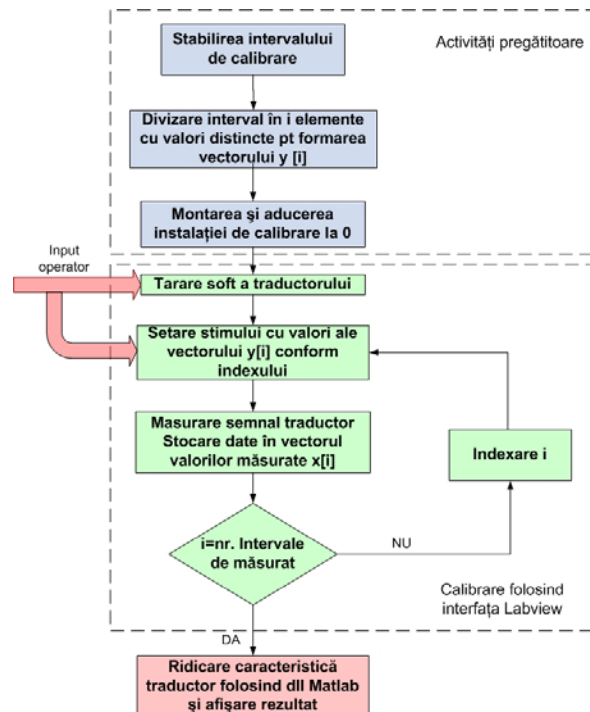 Stabilirea intervalului
de calibrare
Activități pregătitoare
Divizare interval în i elemente
cu valori distincte pt formarea
vectorului y [i]
Montarea şi aducerea
instalației de calibrare la 0
Input
operator
Tarare soft a traductorului
Setare stimului cu valori ale
vectorului y[i] conform
indexului
Masurare semnal traductor
Stocare date în vectorul
valorilor măsurate x[i]
Indexare i
i=nr. Intervale
de măsurat
NU
Calibrare folosind
interfața Labview
DA
Ridicare caracteristică
traductor folosind dll Matlab
şi afişare rezultat